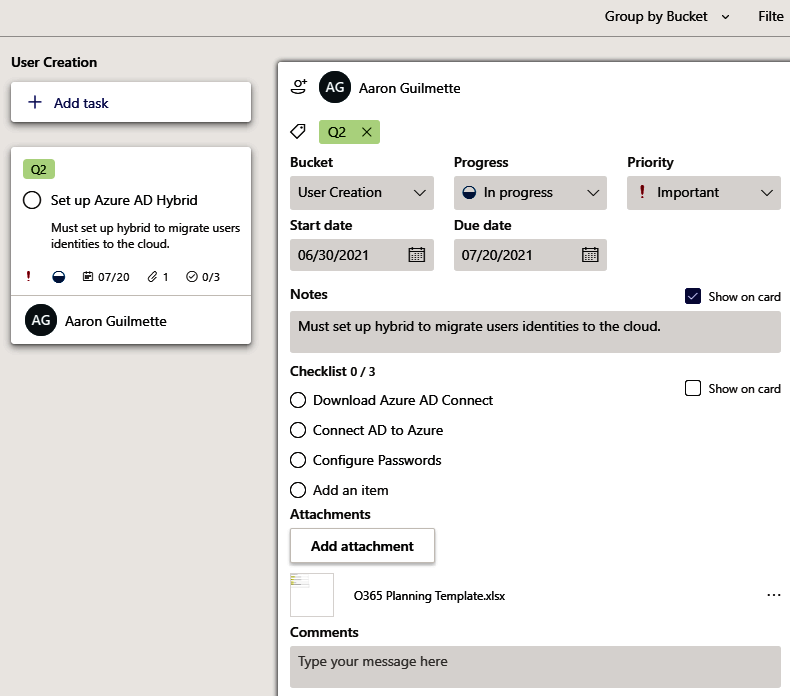 Group by Bucket
Filte
User Creation
Add task
Q2
Set up Azure AD Hybrid
Must set up hybrid to migrate users
identities to the cloud.
07/20 1 0/3
AG Aaron Guilmette
AG Aaron Guilmette
Q2
Bucket Progress Priority
User Creation In progress Important
Start date Due date
06/30/2021 07/20/2021
Notes Show on card
Must set up hybrid to migrate users identities to the cloud.
Checklist 0 / 3
Show on card
Download Azure AD Connect
Connect AD to Azure
Configure Passwords
Add an item
Attachments
Add attachment
O365 Planning Template.xlsx
Comments
Type your message here